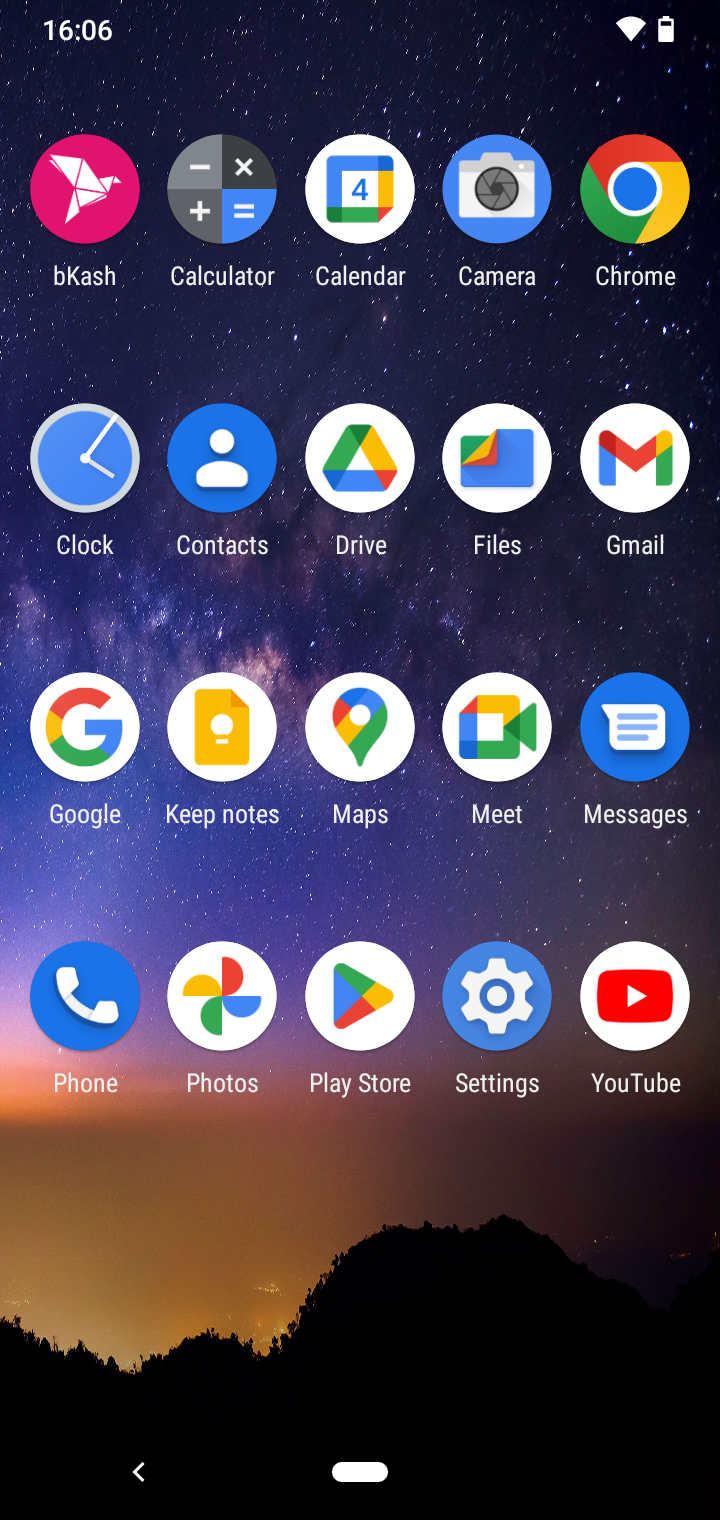 16:06
bKash Calculator Calendar Camera Chrome
4
Clock Contacts Drive Files Gmail
Google Keep notes Maps Meet Messages
Phone Photos Play Store Settings YouTube